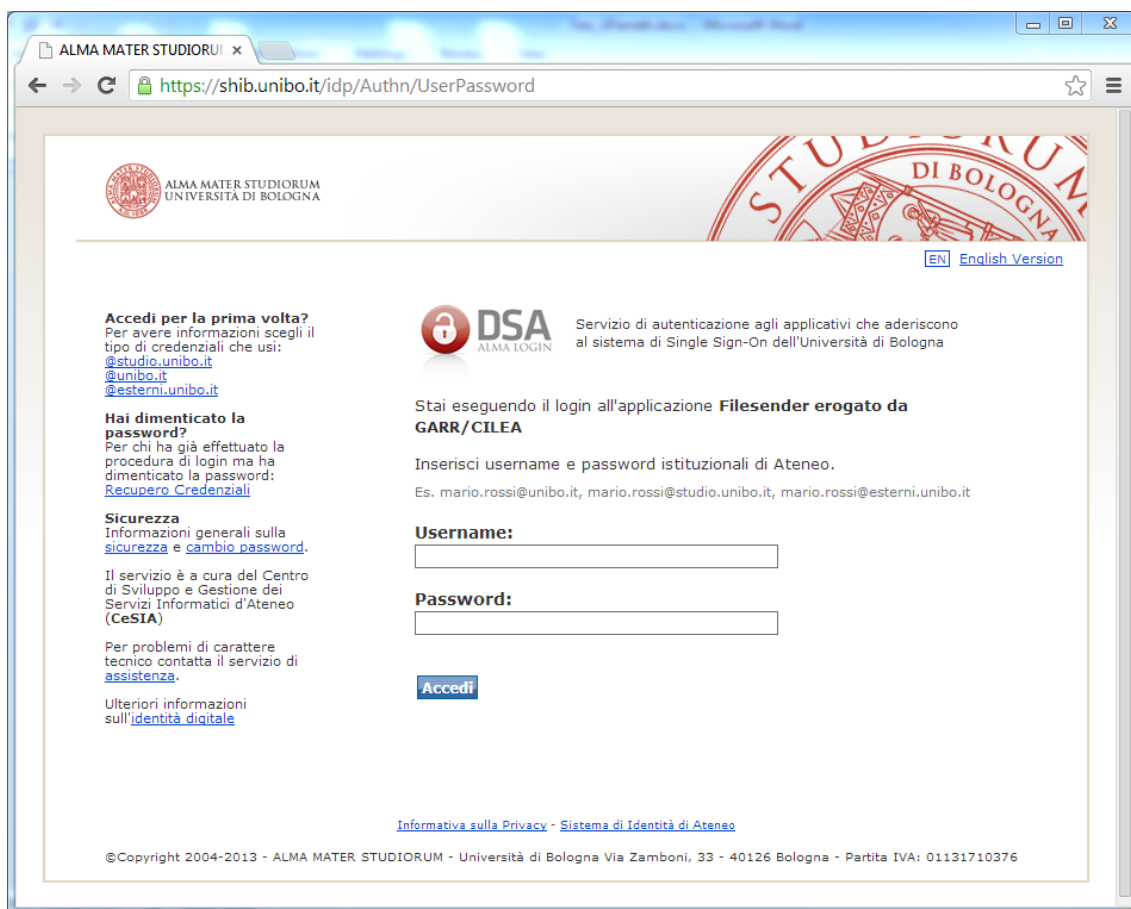 ALMA MATER STUDIORU
https://shib.unibo.it/idp/Authn/UserPassword
ALMA MATER STUDIORUM
UNIVERSITÀ DI BOLOGNA
STUDIORUM
DI BOLOGNA
EN English Version
Accedi per la prima volta?
Per avere informazioni scegli il
tipo di credenziali che usi:
@studio.unibo.it
@unibo.it
@esterni.unibo.it
Hai dimenticato la
password?
Per chi ha già effettuato la
procedura di login ma ha
dimenticato la password:
Recupero Credenziali
Sicurezza
Informazioni generali sulla
sicurezza e cambio password.
Il servizio è a cura del Centro
di Sviluppo e Gestione dei
Servizi Informatici d'Ateneo
(CeSIA)
Per problemi di carattere
tecnico contatta il servizio di
assistenza.
Ulteriori informazioni
sull'identità digitale
DSA
ALMA LOGIN
Servizio di autenticazione agli applicativi che aderiscono
al sistema di Single Sign-On dell'Università di Bologna
Stai eseguendo il login all'applicazione Filesender erogato da
GARR/CILEA
Inserisci username e password istituzionali di Ateneo.
Es. mario.rossi@unibo.it, mario.rossi@studio.unibo.it, mario.rossi@esterni.unibo.it
Username:
Password:
Accedi
Informativa sulla Privacy - Sistema di Identità di Ateneo
©Copyright 2004-2013 - ALMA MATER STUDIORUM - Università di Bologna Via Zamboni, 33 - 40126 Bologna - Partita IVA: 01131710376